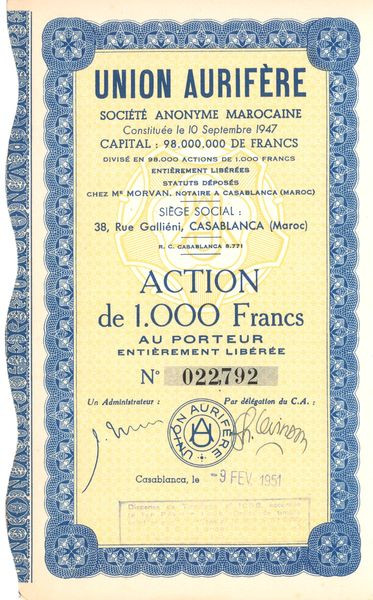 UNION AURIFÈRE
SOCIÉTÉ ANONYME MAROCAINE
Constituée le 10 Septembre 1947
CAPITAL : 98.000.000 DE FRANCS
DIVISÉ EN 98.000 ACTIONS DE 1.000 FRANCS
ENTIÈREMENT LIBÉRÉES
STATUTS DÉPOSÉS
CHEZ Me MORVAN, NOTAIRE A CASABLANCA (MAROC)
SIÈGE SOCIAL :
38, Rue Galliéni, CASABLANCA (Maroc)
R. C. CASABLANCA 8.771
ACTION
de 1.000 Francs
AU PORTEUR
ENTIÈREMENT LIBÉRÉE
No 022,792
Un Administrateur : Par délégation du C.A. :
UNION AURIFÈRE
UA
Casablanca, le -9 FEV. 1951